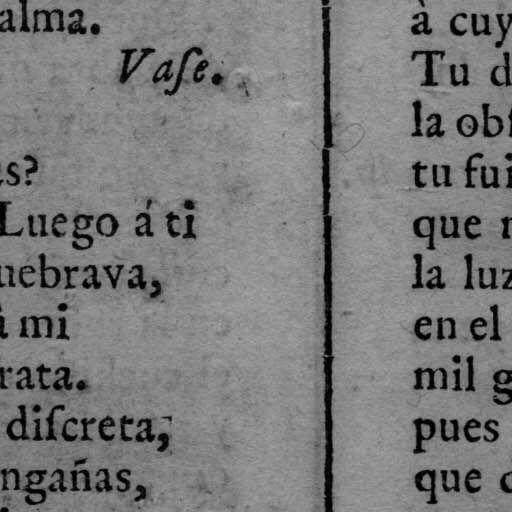 alma.
Vaſe.
s?
Luego á ti
uebrava,
à mi
rata.
diſcreta,
ngañas,
à cuy
Tu d
la obſ
tu fui
que
la luz
en el
mil g
pues
que